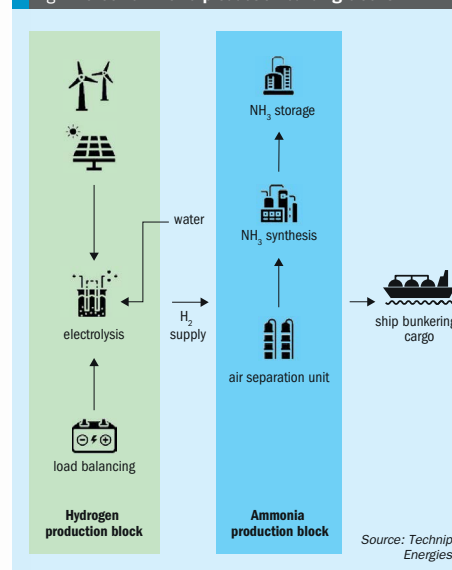 NH3 storage
water
NH3 synthesis
electrolysis
H2
supply
ship bunkering
cargo
air separation unit
load balancing
Hydrogen
production block
Ammonia
production block
Source: Technip
Energies